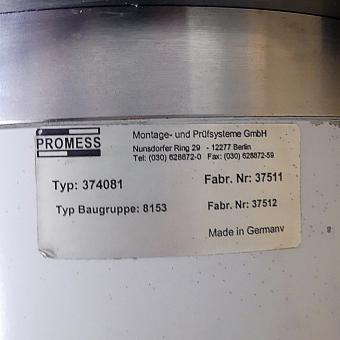 PROMESS
Montage- und Prüfsysteme GmbH
Nunsdorfer Ring 29 - 12277 Berlin
Tel: (030) 628872-0 Fax: (030) 628872-59
Typ: 374081 Fabr. Nr: 37511
Typ Baugruppe: 8153 Fabr. Nr: 37512
Made in Germany